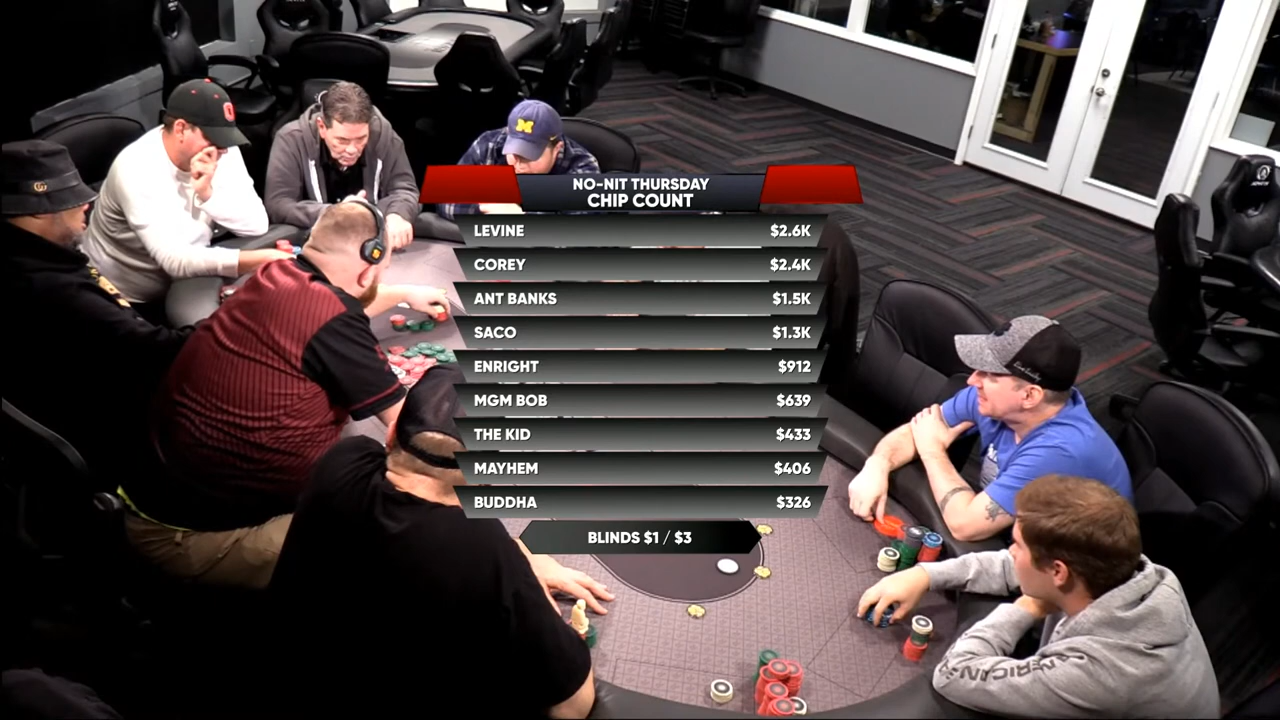 NO-NIT THURSDAY
CHIP COUNT
LEVINE $2.6K
COREY $2.4K
ANT BANKS $1.5K
SACO $1.3K
ENRIGHT $912
MGM BOB $639
THE KID $433
MAYHEM $406
BUDDHA $326
BLINDS $1 / $3
M
AMERICAN